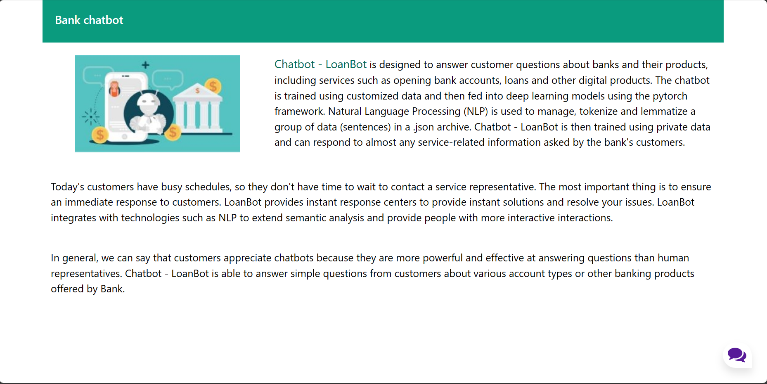 Bank chatbot
Chatbot - LoanBot is designed to answer customer questions about banks and their products,
including services such as opening bank accounts, loans and other digital products. The chatbot
is trained using customized data and then fed into deep learning models using the pytorch
framework. Natural Language Processing (NLP) is used to manage, tokenize and lemmatize a
group of data (sentences) in a .json archive. Chatbot - LoanBot is then trained using private data
and can respond to almost any service-related information asked by the bank's customers.
Today's customers have busy schedules, so they don't have time to wait to contact a service representative. The most important thing is to ensure
an immediate response to customers. LoanBot provides instant response centers to provide instant solutions and resolve your issues. LoanBot
integrates with technologies such as NLP to extend semantic analysis and provide people with more interactive interactions.
In general, we can say that customers appreciate chatbots because they are more powerful and effective at answering questions than human
representatives. Chatbot - LoanBot is able to answer simple questions from customers about various account types or other banking products
offered by Bank.